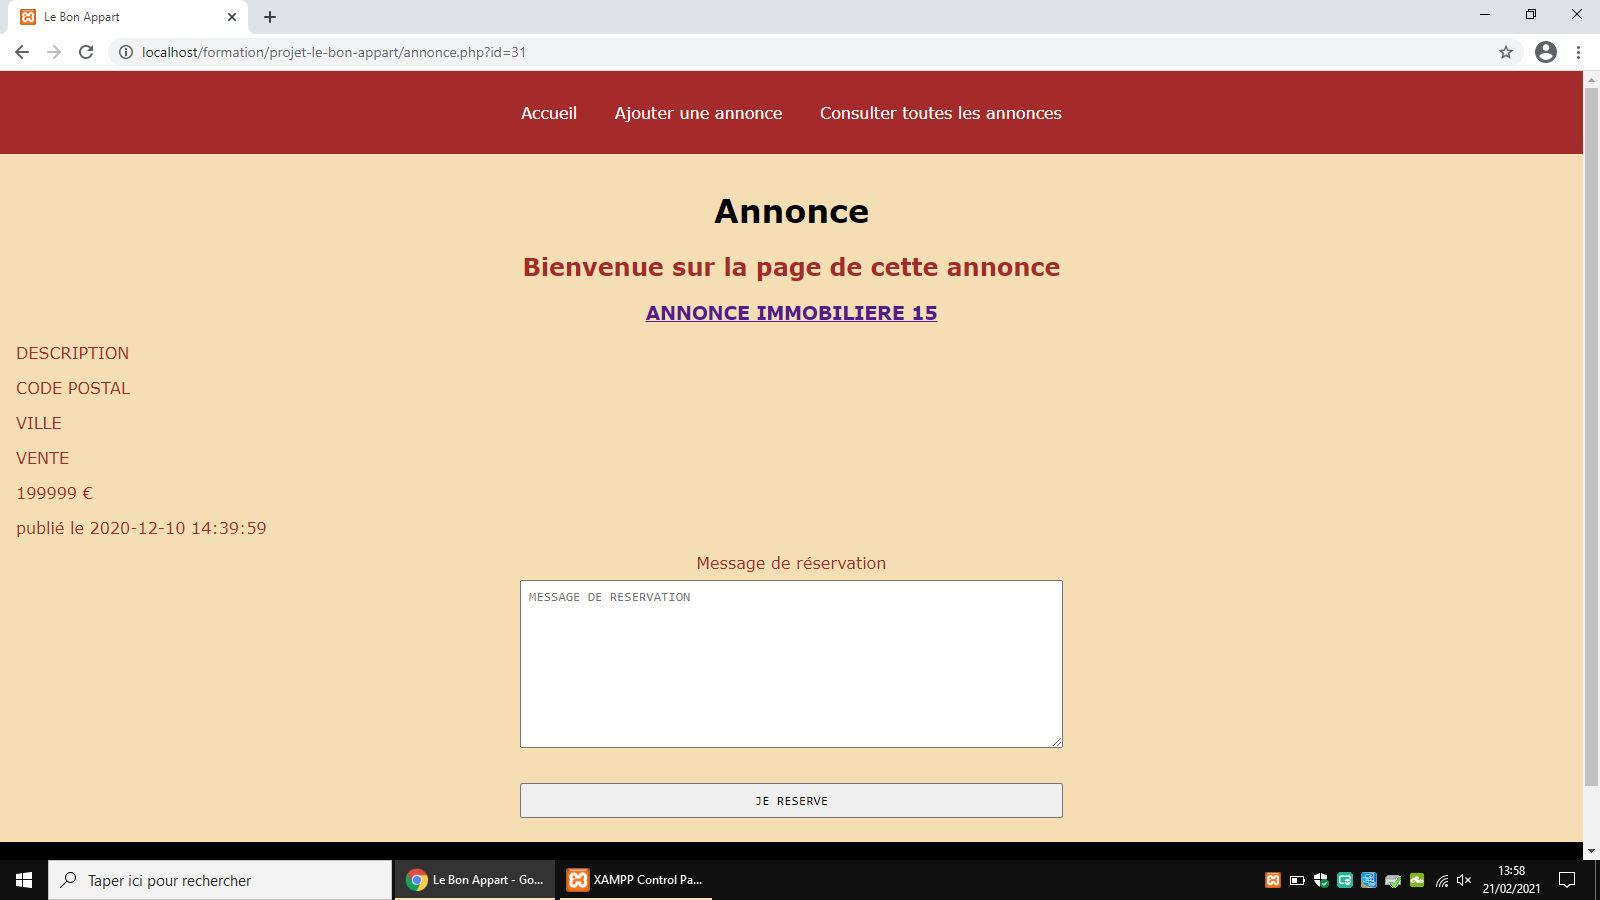 Le Bon Appart
localhost/formation/projet-le-bon-appart/annonce.php?id=31
Accueil Ajouter une annonce Consulter toutes les annonces
Annonce
Bienvenue sur la page de cette annonce
ANNONCE IMMOBILIERE 15
DESCRIPTION
CODE POSTAL
VILLE
VENTE
199999 €
publié le 2020-12-10 14:39:59
Message de réservation
MESSAGE DE RESERVATION
JE RESERVE
Taper ici pour rechercher
Le Bon Appart - Go...
XAMPP Control Pa...
13:58
21/02/2021